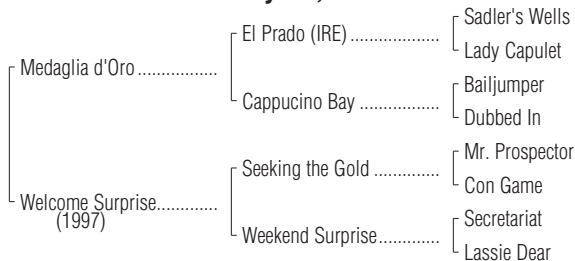 Sadler's Wells
El Prado (IRE)
Lady Capulet
Medaglia d'Oro
Bailjumper
Cappucino Bay
Dubbed In
Mr. Prospector
Seeking the Gold
Con Game
Welcome Surprise
(1997)
Secretariat
Weekend Surprise
Lassie Dear